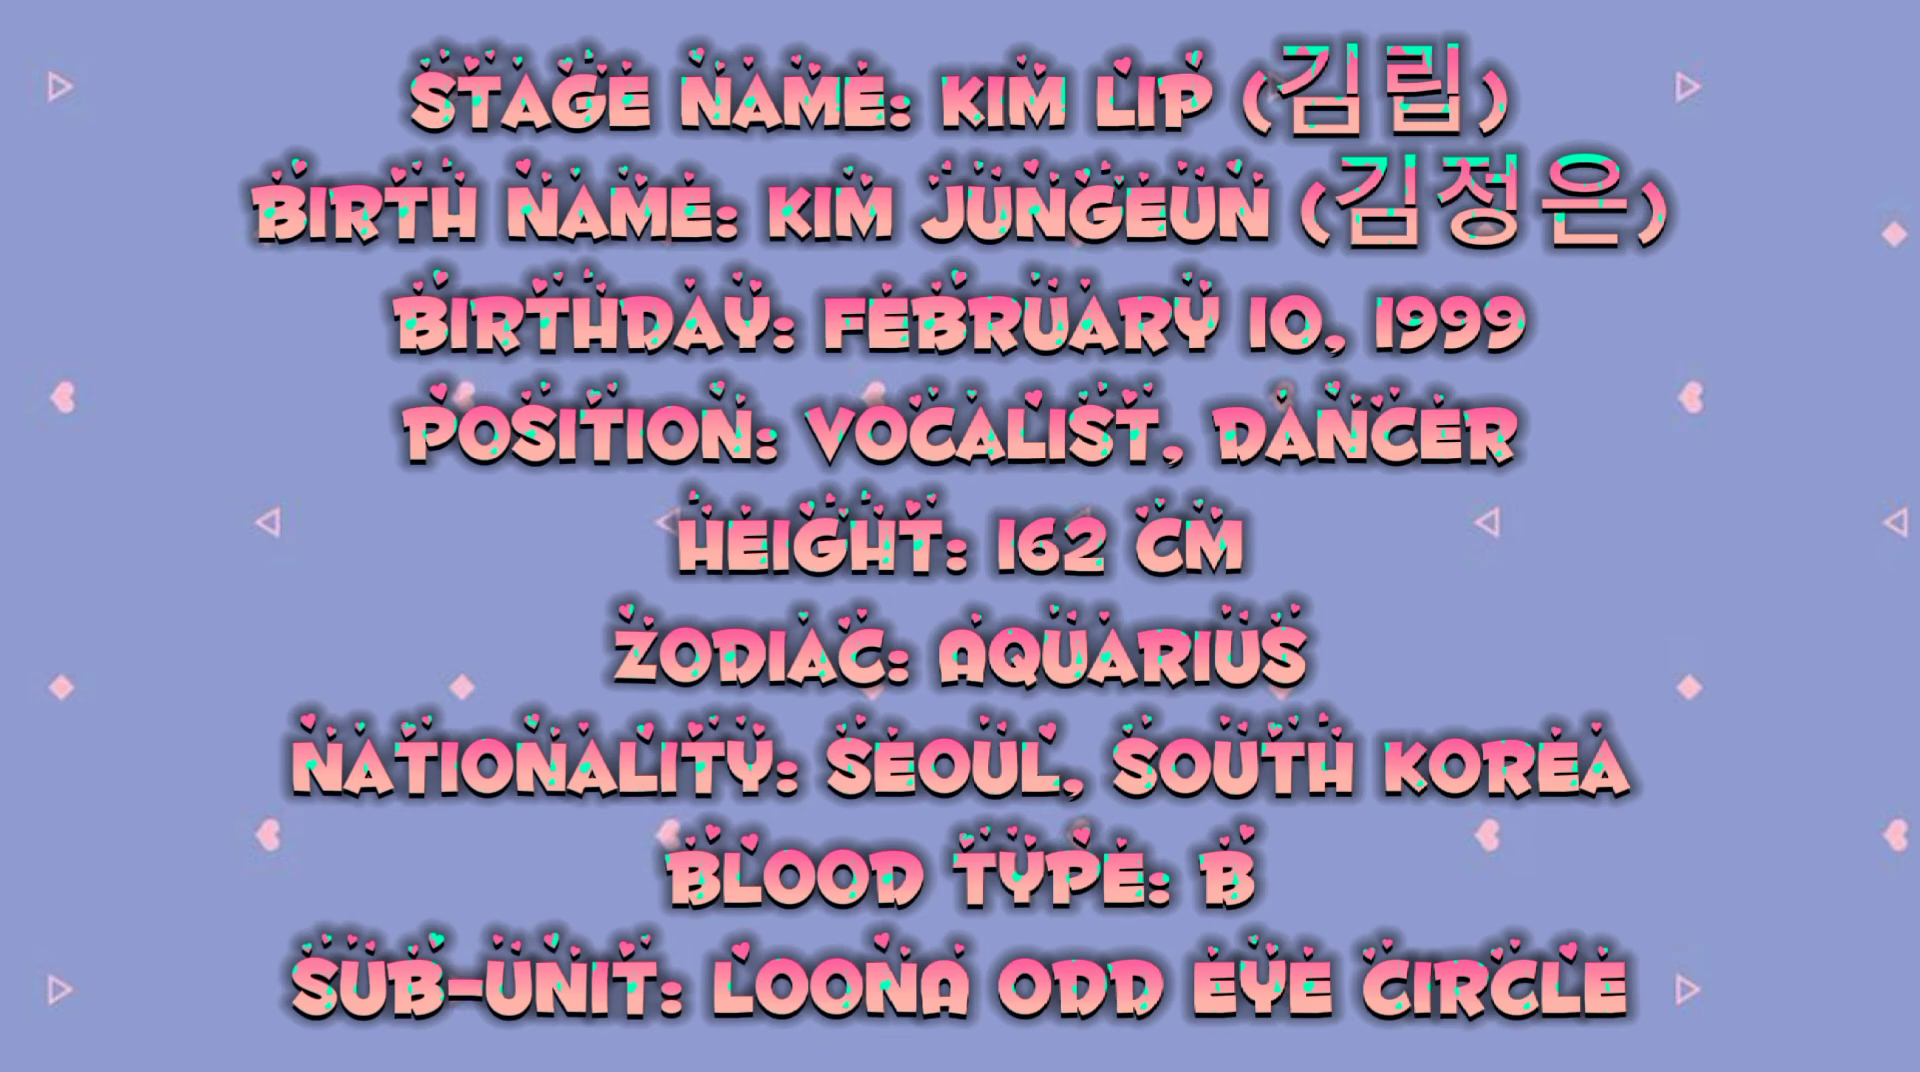 STAGE NAME: KIM LIP (김립)
BIRTH NAME: KIM JUNGEUN (김정은)
BIRTHDAY: FEBRUARY 10, 1999
POSITION: VOCALIST, DANCER
HEIGHT: 162 CM
ZODIAC: AQUARIUS
NATIONALITY: SEOUL, SOUTH KOREA
BLOOD TYPE: B
SUB-UNIT: LOONA ODD EYE CIRCLE